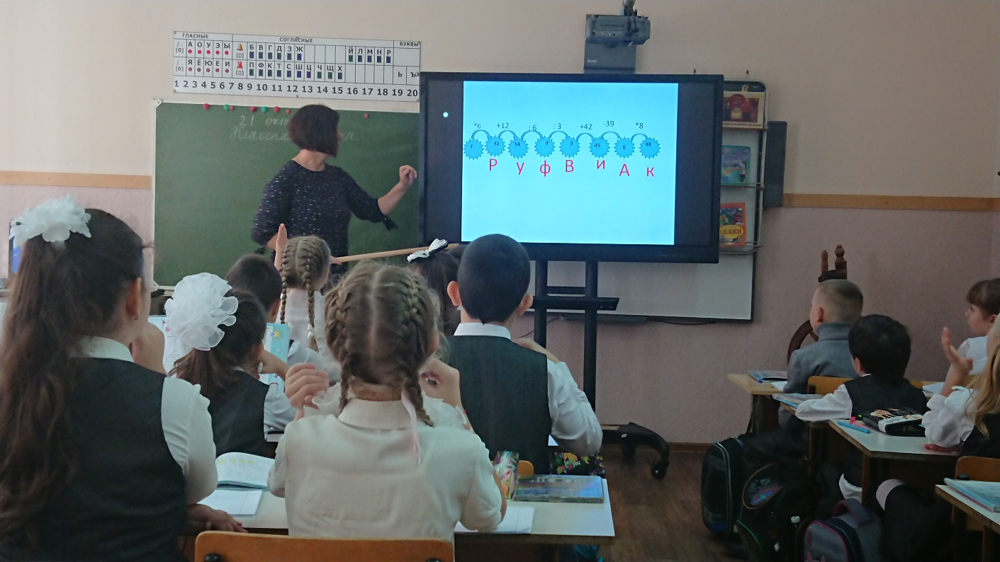 ГЛАСНЫЕ СОГЛАСНЫЕ БУКВЫ
[0] А О У Э Ы Б В Г Д З Ж Й Л М Н Р
[0] Я Ё Ю Е И П Ф К Т С Ш Ц Ч Щ Х Ь Ъ
1 2 3 4 5 6 7 8 9 10 11 12 13 14 15 16 17 18 19 20
21
*6 +12 :6 :3 +42 -39 *8
7 42 54 9 3 45 6 48
Р у ф В и А к